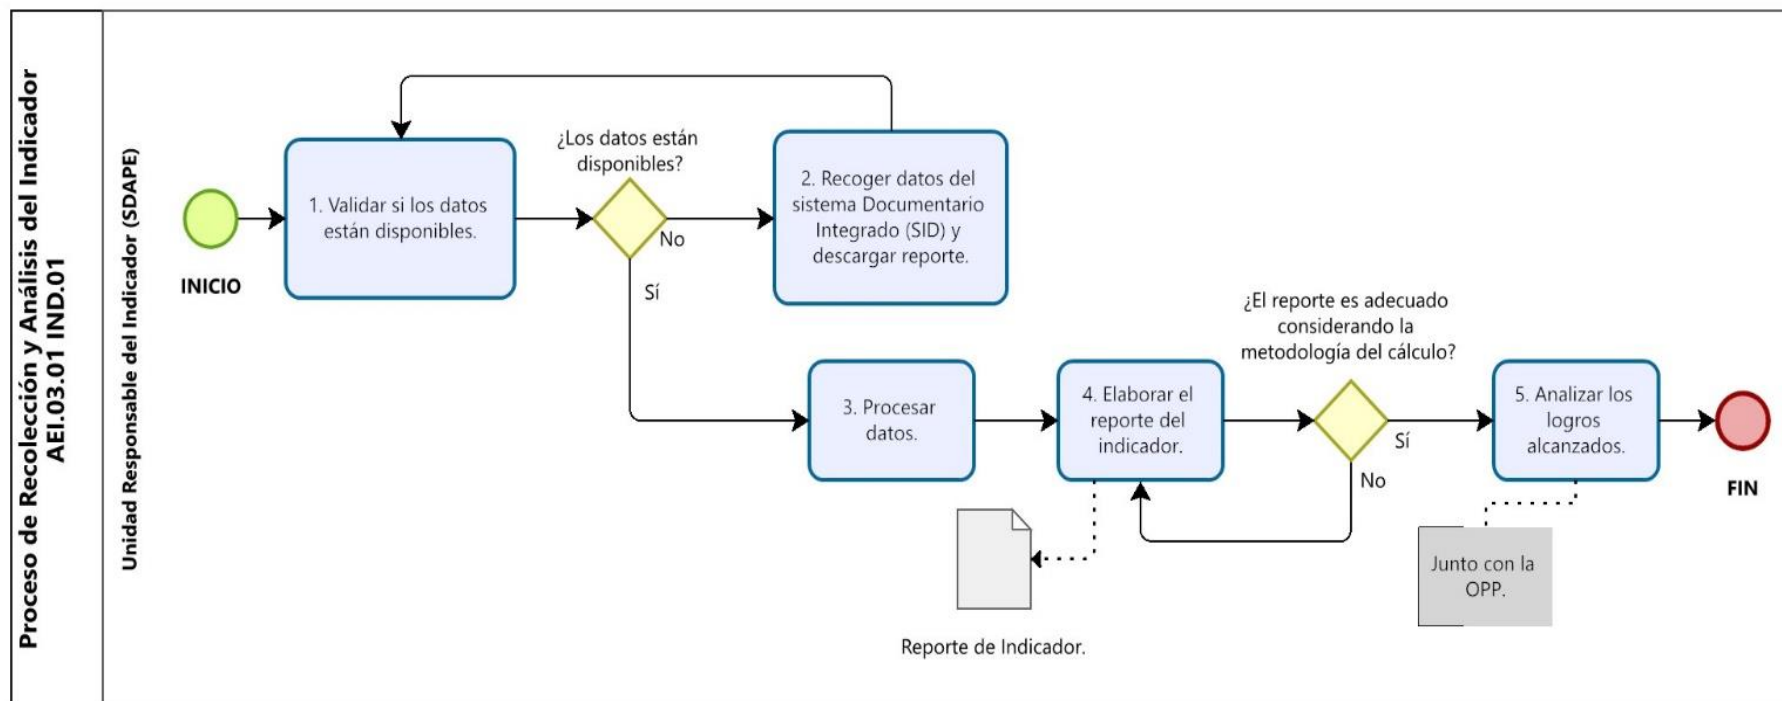 Proceso de Recolección y Análisis del Indicador
AEI.03.01 IND.01
Unidad Responsable del Indicador (SDAPE)
INICIO
1. Validar si los datos
están disponibles.
¿Los datos están
disponibles?
No
Sí
2. Recoger datos del
sistema Documentario
Integrado (SID) y
descargar reporte.
3. Procesar
datos.
4. Elaborar el
reporte del
indicador.
Reporte de Indicador.
¿El reporte es adecuado
considerando la
metodología del cálculo?
Sí
No
5. Analizar los
logros
alcanzados.
Junto con la
OPP.
FIN